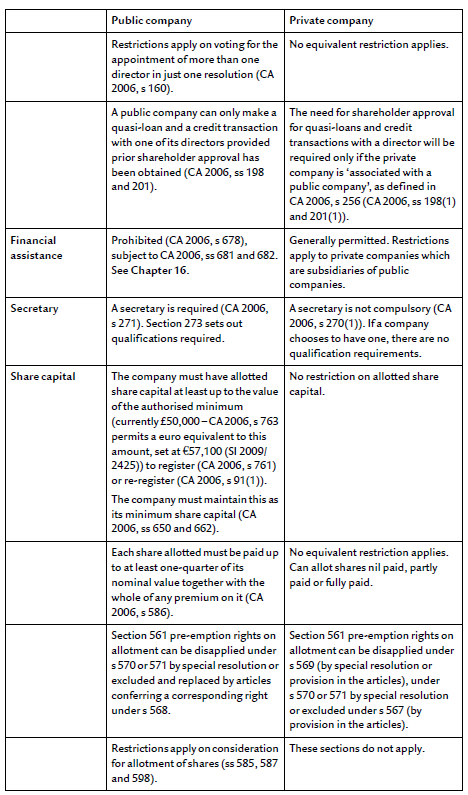 Public company
Private company
Restrictions apply on voting for the
appointment of more than one
director in just one resolution (CA
2006, s 160).
No equivalent restriction applies.
A public company can only make a
quasi-loan and a credit transaction
with one of its directors provided
prior shareholder approval has
been obtained (CA 2006, ss 198
and 201).
The need for shareholder approval
for quasi-loans and credit
transactions with a director will be
required only if the private
company is ‘associated with a
public company’, as defined in
CA 2006, s 256 (CA 2006, ss 198(1)
and 201(1)).
Financial
assistance
Prohibited (CA 2006, s 678),
subject to CA 2006, ss 681 and 682.
See Chapter 16.
Generally permitted. Restrictions
apply to private companies which
are subsidiaries of public
companies.
Secretary
A secretary is required (CA 2006,
s 271). Section 273 sets out
qualifications required.
A secretary is not compulsory (CA
2006, s 270(1)). If a company
chooses to have one, there are no
qualification requirements.
Share capital
The company must have allotted
share capital at least up to the value
of the authorised minimum
(currently £50,000 – CA 2006, s 763
permits a euro equivalent to this
amount, set at €57,100 (SI 2009/
2425)) to register (CA 2006, s 761)
or re-register (CA 2006, s 91(1)).
The company must maintain this as
its minimum share capital (CA
2006, ss 650 and 662).
No restriction on allotted share
capital.
Each share allotted must be paid up
to at least one-quarter of its
nominal value together with the
whole of any premium on it (CA
2006, s 586).
No equivalent restriction applies.
Can allot shares nil paid, partly
paid or fully paid.
Section 561 pre-emption rights on
allotment can be disapplied under
s 570 or 571 by special resolution or
excluded and replaced by articles
conferring a corresponding right
under s 568.
Section 561 pre-emption rights on
allotment can be disapplied under
s 569 (by special resolution or
provision in the articles), under
s 570 or 571 by special resolution
or excluded under s 567 (by
provision in the articles).
Restrictions apply on consideration
for allotment of shares (ss 585, 587
and 598).
These sections do not apply.